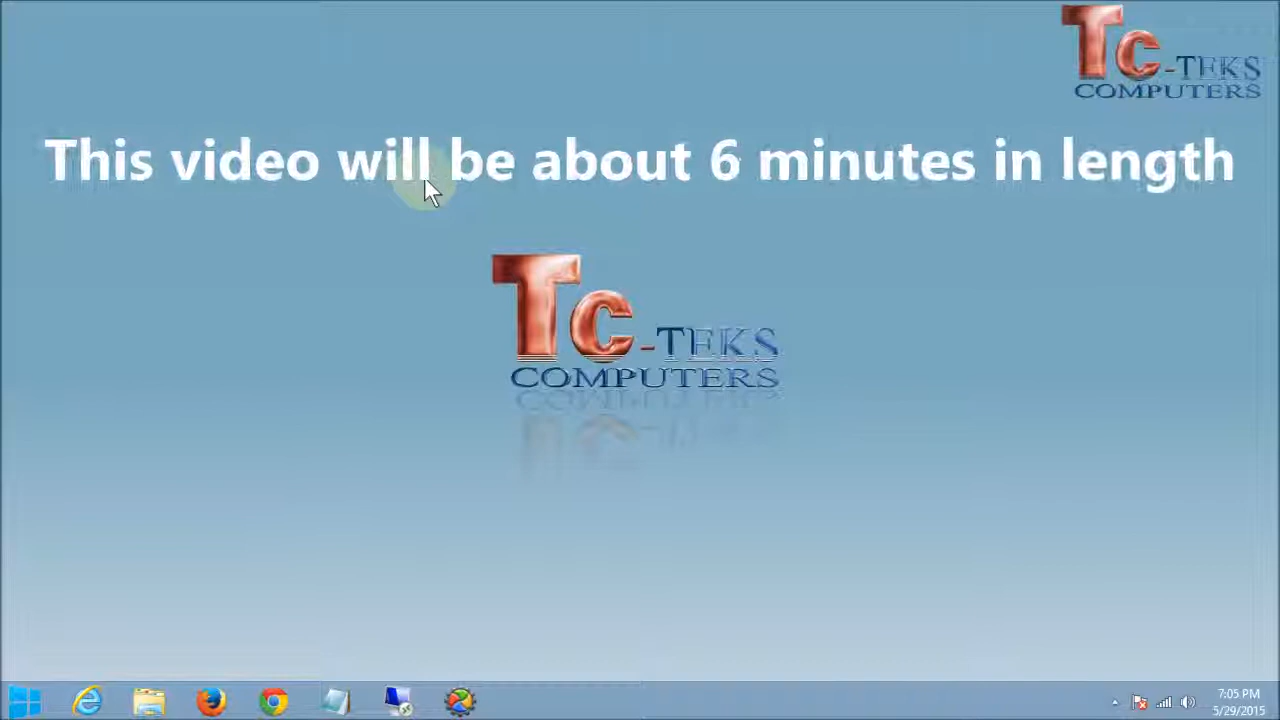 Tc-TEKS
COMPUTERS
This video will be about 6 minutes in length
Tc-TEKS
COMPUTERS
7:05 PM
5/29/2015